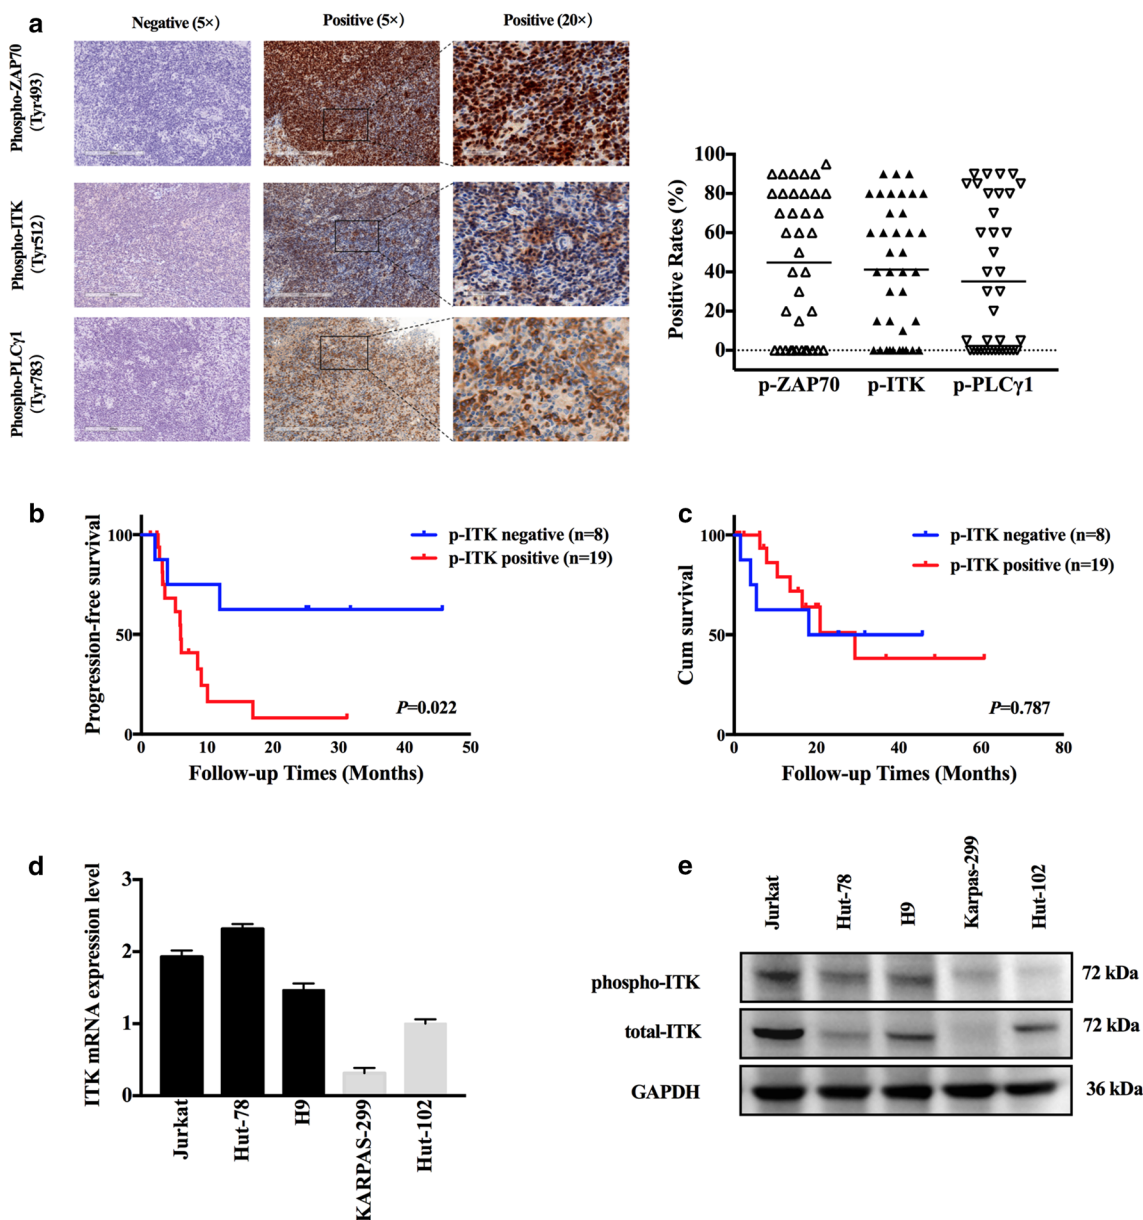 a
Negative (5×)
Positive (5×)
Positive (20×)
Phospho-ZAP70
(Tyr493)
Phospho-ITK
(Tyr512)
Phospho-PLCγ1
(Tyr783)
Positive Rates (%)
100
80
60
40
20
0
p-ZAP70
p-ITK
p-PLCγ1
b
Progression-free survival
100
50
0
0
10
20
30
40
50
Follow-up Times (Months)
p-ITK negative (n=8)
p-ITK positive (n=19)
P=0.022
c
Cum survival
100
50
0
0
20
40
60
80
Follow-up Times (Months)
p-ITK negative (n=8)
p-ITK positive (n=19)
P=0.787
d
ITK mRNA expression level
3
2
1
0
Jurkat
Hut-78
H9
KARPAS-299
Hut-102
e
Jurkat
Hut-78
H9
Karpas-299
Hut-102
phospho-ITK
72 kDa
total-ITK
72 kDa
GAPDH
36 kDa